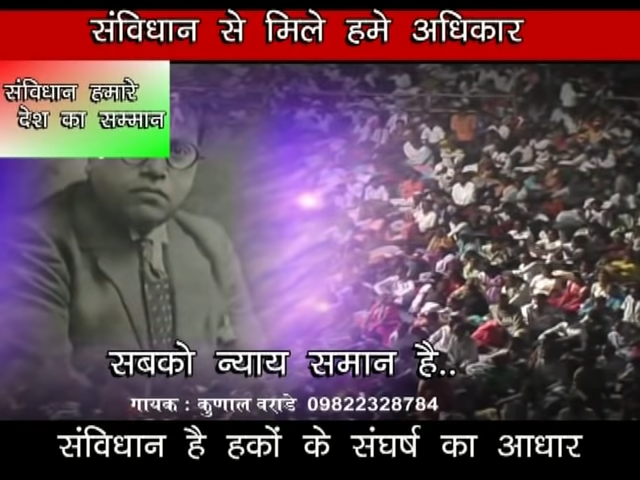 संविधान से मिले हमे अधिकार
संविधान हमारे
देश का सम्मान
सबको न्याय समान है..
गायक : कुणाल वराडे 09822328784
संविधान है हकों के संघर्ष का आधार